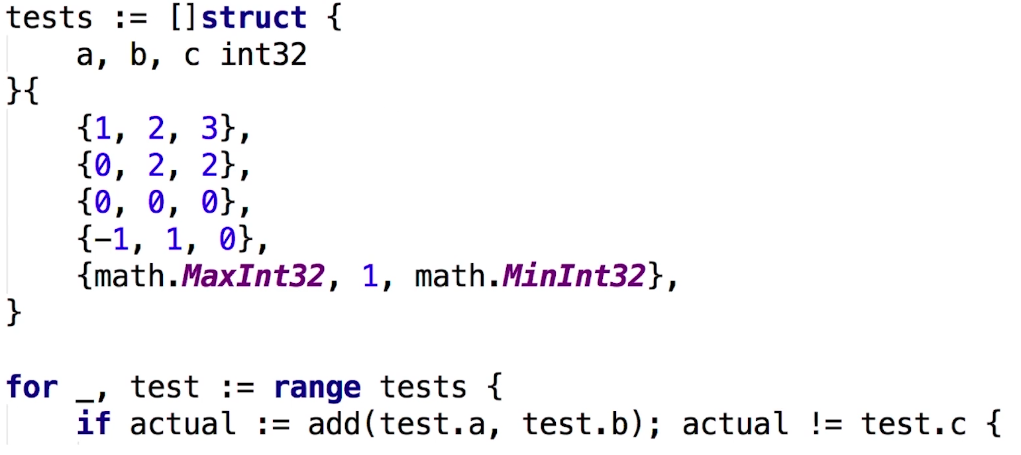 tests := []struct {
    a, b, c int32
}{
    {1, 2, 3},
    {0, 2, 2},
    {0, 0, 0},
    {-1, 1, 0},
    {math.MaxInt32, 1, math.MinInt32},
}

for _, test := range tests {
    if actual := add(test.a, test.b); actual != test.c {